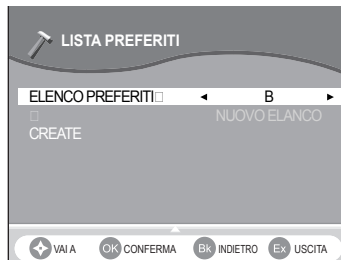 LISTA PREFERITI
ELENCO PREFERITI□ ◄ B ►
□ NUOVO ELANCO
CREATE
VAI A OK CONFERMA Bk INDIETRO Ex USCITA